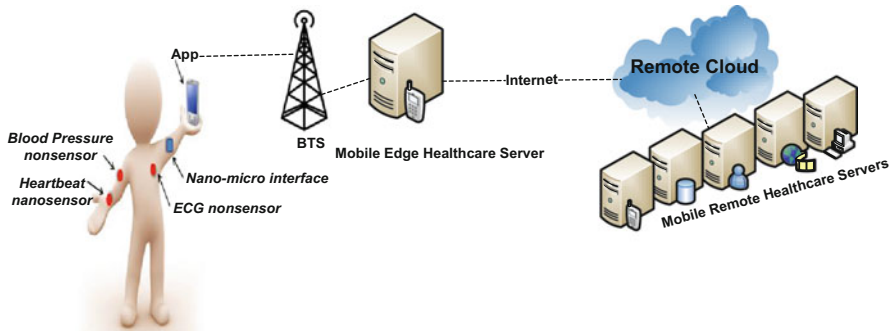 App
Remote Cloud
Internet
BTS
Mobile Edge Healthcare Server
Blood Pressure
nonsensor
Nano-micro interface
Heartbeat
nanosensor
ECG nonsensor
Mobile Remote Healthcare Servers